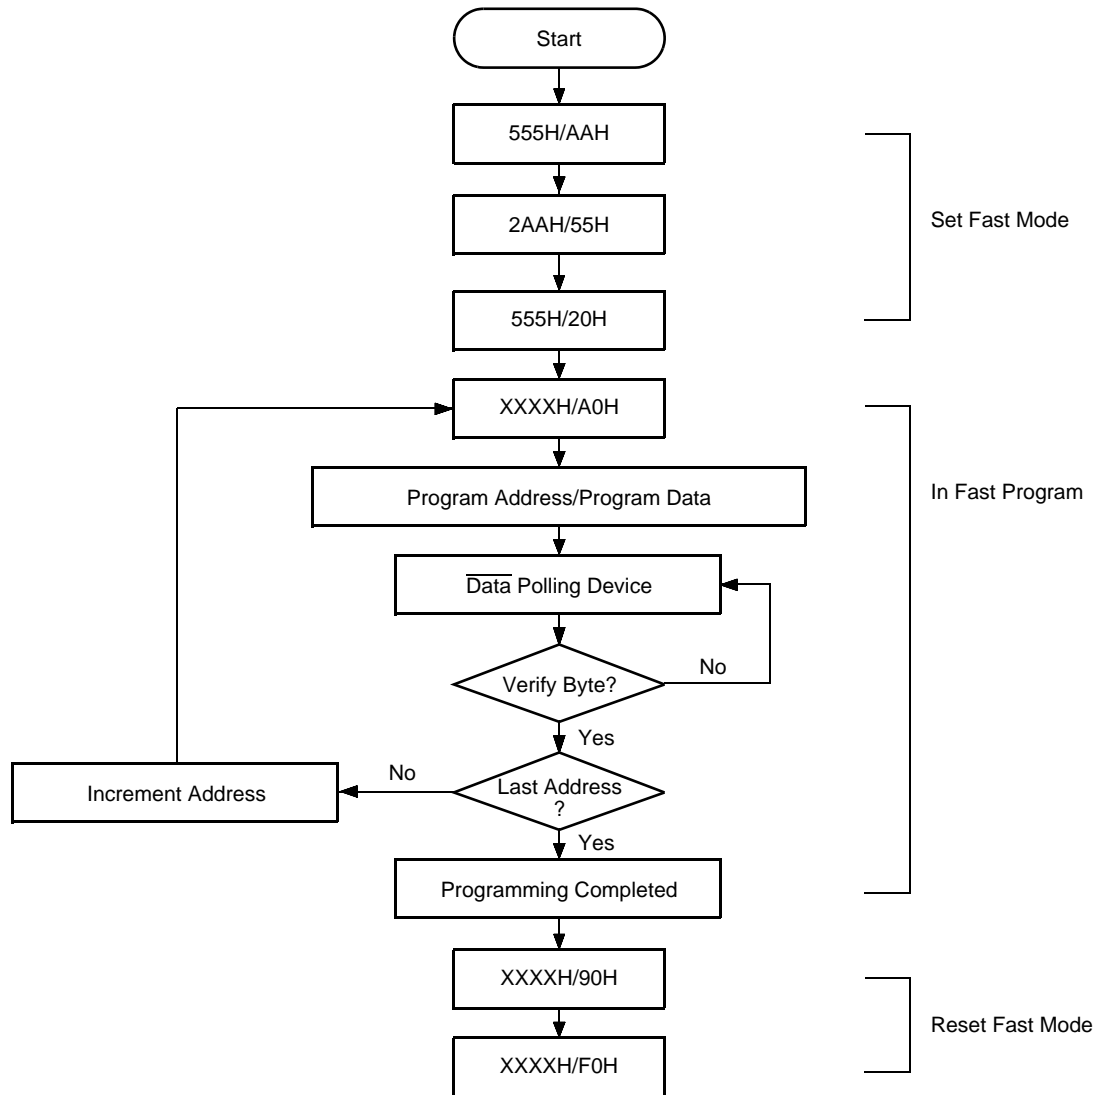 Start
555H/AAH
2AAH/55H
Set Fast Mode
555H/20H
XXXXH/A0H
Program Address/Program Data
In Fast Program
Data Polling Device
Verify Byte?
No
Yes
Last Address
?
No
Increment Address
Yes
Programming Completed
XXXXH/90H
Reset Fast Mode
XXXXH/F0H